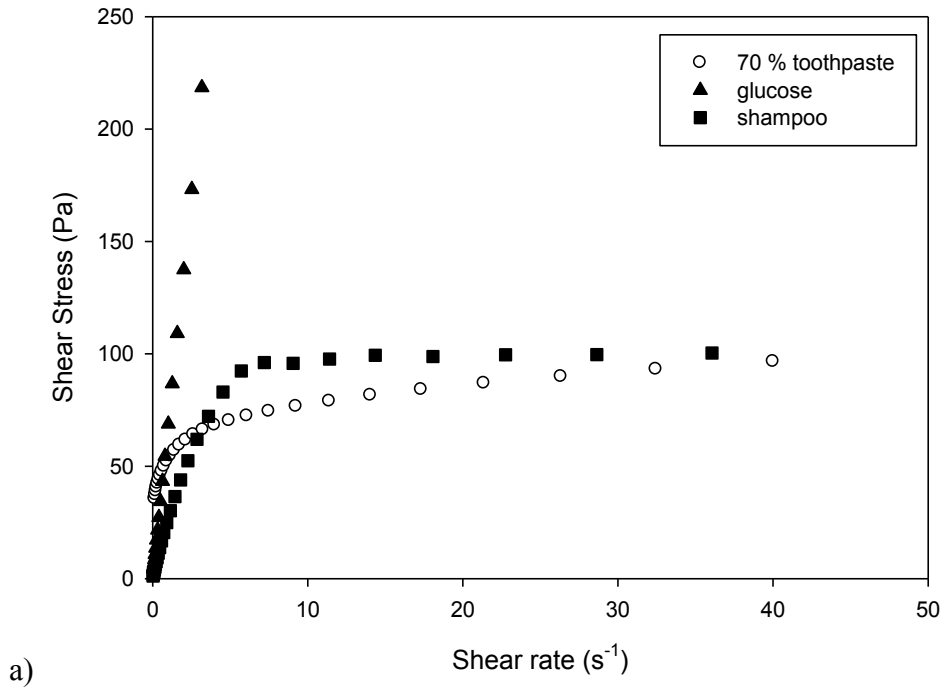 250
200
150
100
50
0
Shear Stress (Pa)
70 % toothpaste
glucose
shampoo
0 10 20 30 40 50
Shear rate (s⁻¹)
a)